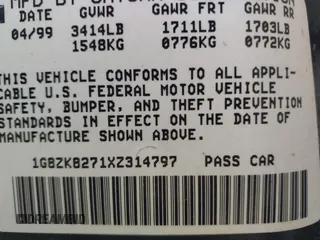 MFD BY
DATE GVWR GAWR FRT GAWR RR
04/99 3414LB 1711LB 1703LB
1548KG 0776KG 0772KG
THIS VEHICLE CONFORMS TO ALL APPLI-
CABLE U.S. FEDERAL MOTOR VEHICLE
SAFETY, BUMPER, AND THEFT PREVENTION
STANDARDS IN EFFECT ON THE DATE OF
MANUFACTURE SHOWN ABOVE.
1G8ZK8271XZ314797 PASS CAR